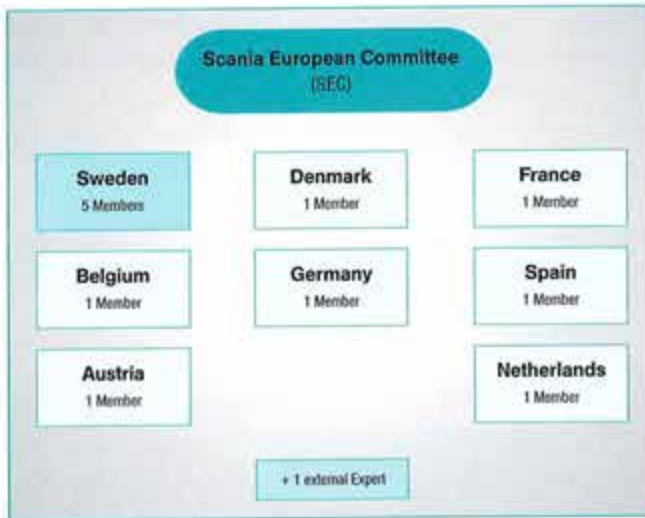 Scania European Committee
(SEC)
Sweden
5 Members
Denmark
1 Member
France
1 Member
Belgium
1 Member
Germany
1 Member
Spain
1 Member
Austria
1 Member
Netherlands
1 Member
+ 1 external Expert